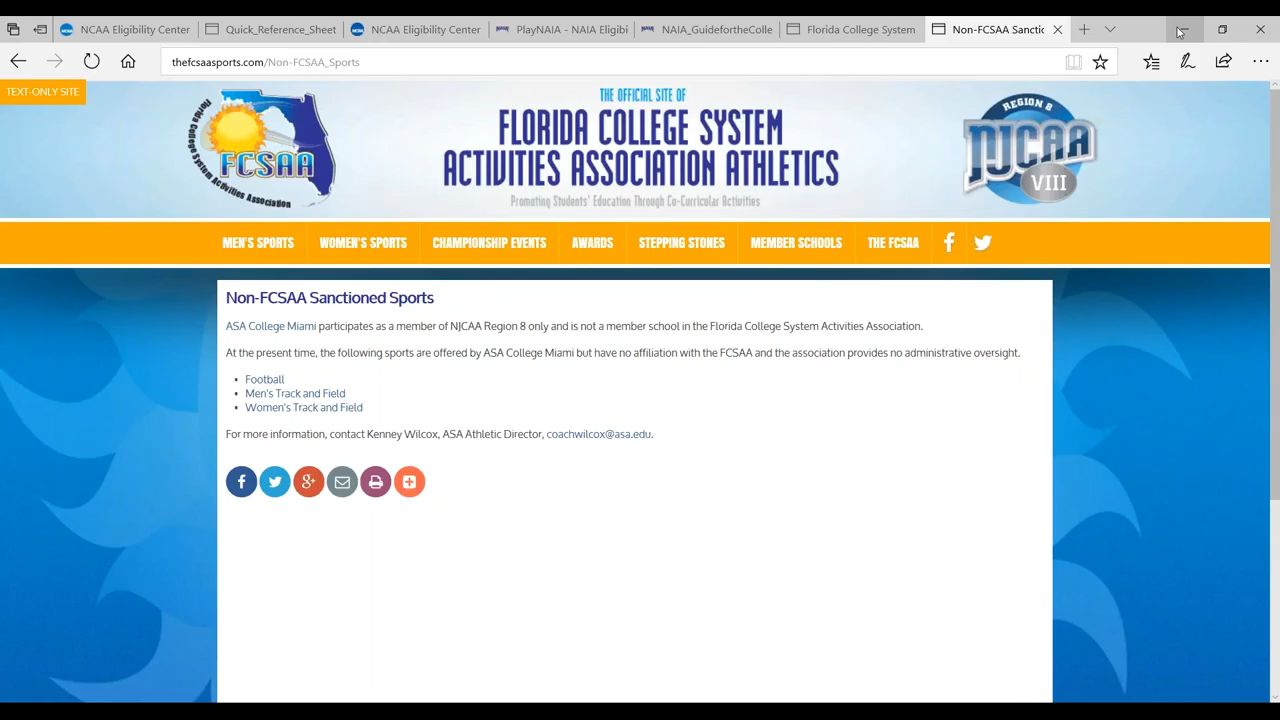 NCAA Eligibility Center
Quick_Reference_Sheet
NCAA Eligibility Center
PlayNAIA - NAIA Eligibi
NAIA_GuidefortheColle
Florida College System
Non-FCSAA Sanctic
thefcsaasports.com/Non-FCSAA_Sports
TEXT-ONLY SITE
Florida College System Activities Association
FCSAA
THE OFFICIAL SITE OF
FLORIDA COLLEGE SYSTEM
ACTIVITIES ASSOCIATION ATHLETICS
Promoting Students' Education Through Co-Curricular Activities
REGION 8
NJCAA
VIII
MEN'S SPORTS
WOMEN'S SPORTS
CHAMPIONSHIP EVENTS
AWARDS
STEPPING STONES
MEMBER SCHOOLS
THE FCSAA
Non-FCSAA Sanctioned Sports
ASA College Miami participates as a member of NJCAA Region 8 only and is not a member school in the Florida College System Activities Association.
At the present time, the following sports are offered by ASA College Miami but have no affiliation with the FCSAA and the association provides no administrative oversight.
• Football
• Men's Track and Field
• Women's Track and Field
For more information, contact Kenney Wilcox, ASA Athletic Director, coachwilcox@asa.edu.